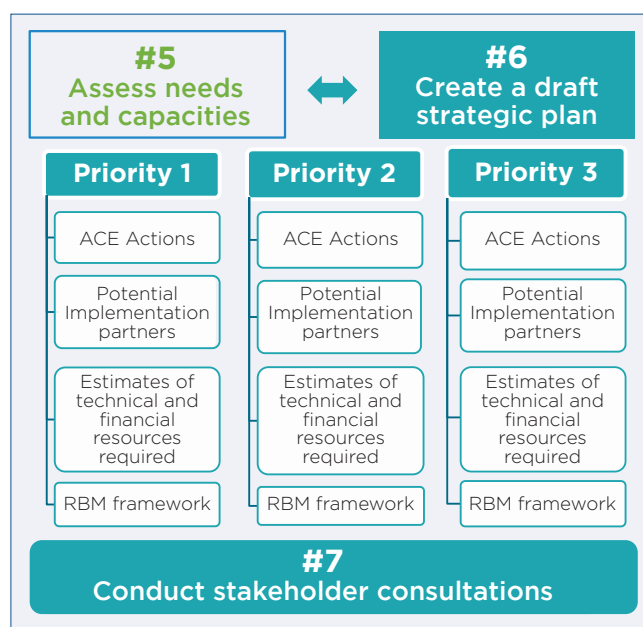 #5
Assess needs
and capacities
#6
Create a draft
strategic plan
Priority 1
ACE Actions
Potential
Implementation
partners
Estimates of
technical and
financial
resources
required
RBM framework
Priority 2
ACE Actions
Potential
Implementation
partners
Estimates of
technical and
financial
resources
required
RBM framework
Priority 3
ACE Actions
Potential
Implementation
partners
Estimates of
technical and
financial
resources
required
RBM framework
#7
Conduct stakeholder consultations